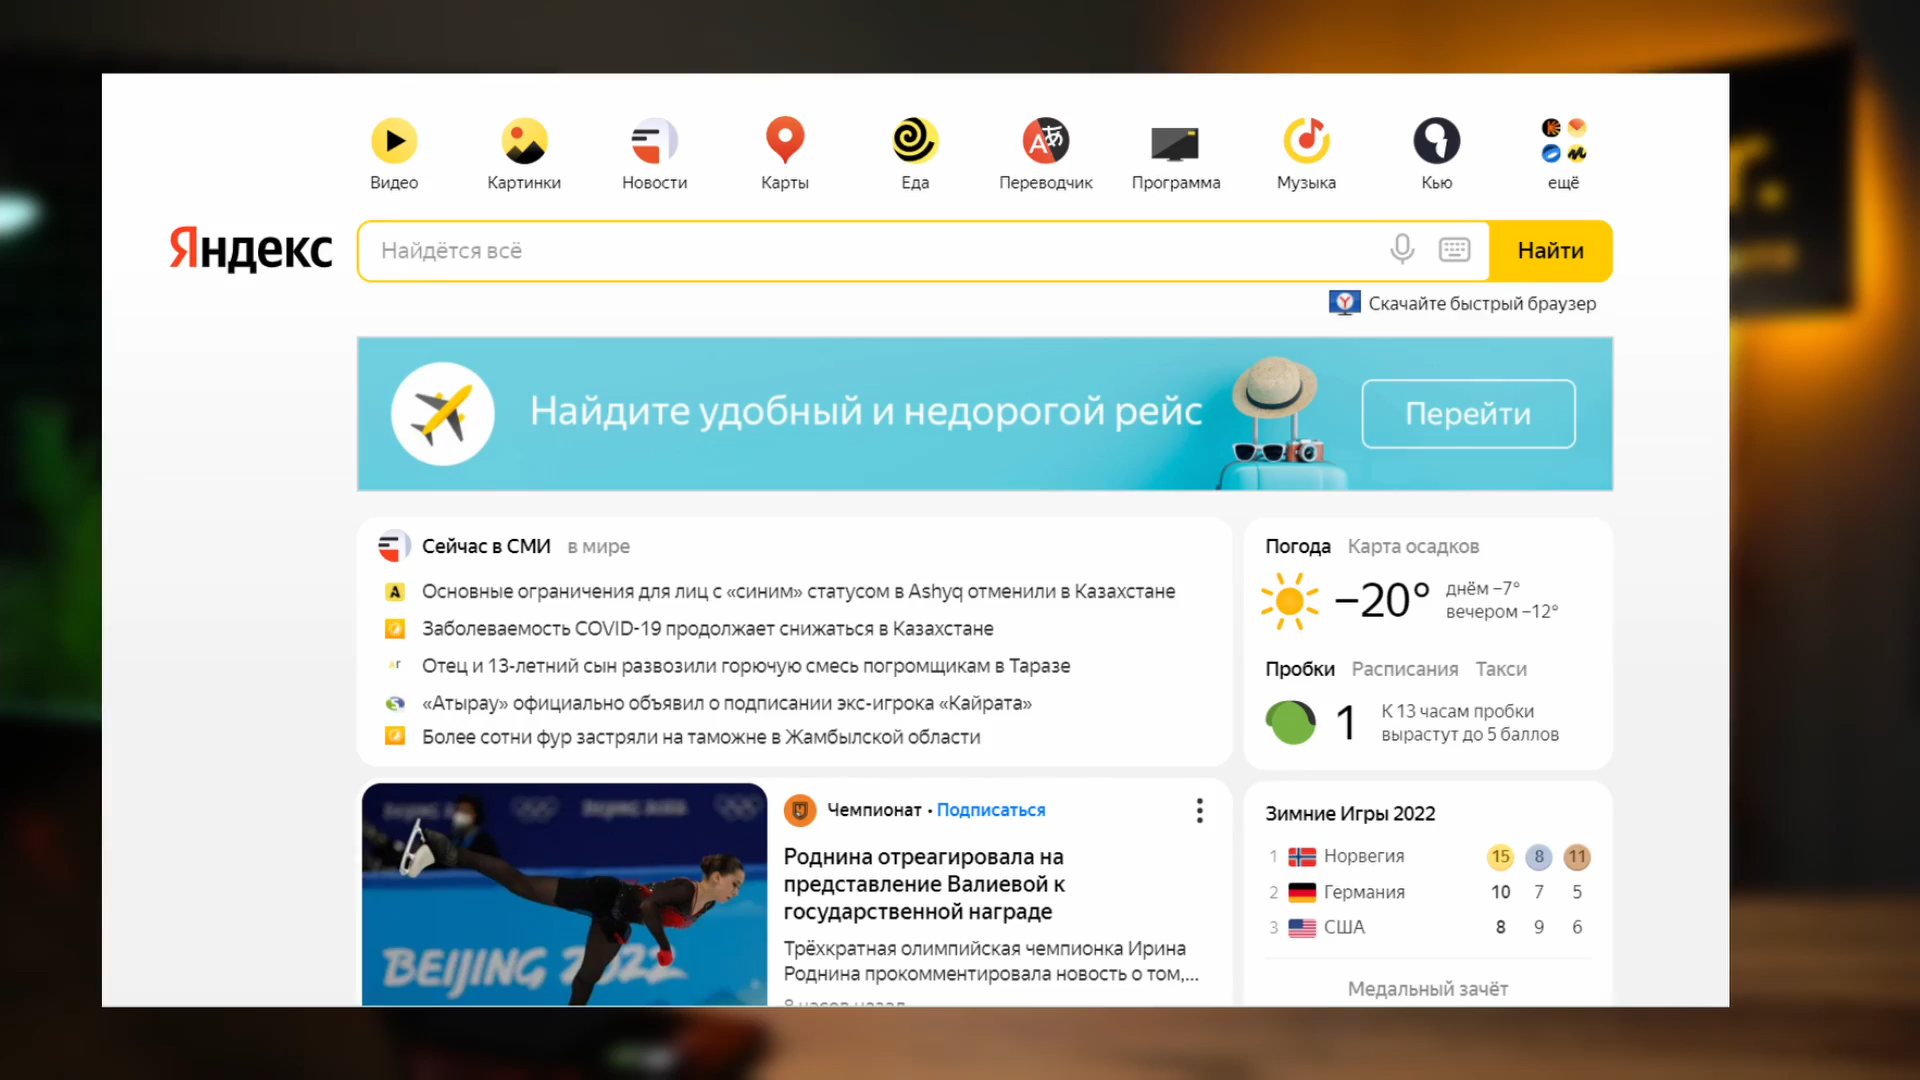 Видео
Картинки
Новости
Карты
Еда
Переводчик
Программа
Музыка
Кью
ещё
Яндекс
Найдётся всё
Найти
Скачайте быстрый браузер
Найдите удобный и недорогой рейс
Перейти
Сейчас в СМИ в мире
Основные ограничения для лиц с «синим» статусом в Ashyq отменили в Казахстане
Заболеваемость COVID-19 продолжает снижаться в Казахстане
Отец и 13-летний сын развозили горючую смесь погромщикам в Таразе
«Атырау» официально объявил о подписании экс-игрока «Кайрата»
Более сотни фур застряли на таможне в Жамбылской области
Погода Карта осадков
−20°
днём −7°
вечером −12°
Пробки Расписания Такси
1
К 13 часам пробки
вырастут до 5 баллов
BEIJING 2022
Чемпионат • Подписаться
Роднина отреагировала на
представление Валиевой к
государственной награде
Трёхкратная олимпийская чемпионка Ирина
Роднина прокомментировала новость о том,...
8 часов назад
Зимние Игры 2022
1 Норвегия 15 8 11
2 Германия 10 7 5
3 США 8 9 6
Медальный зачёт